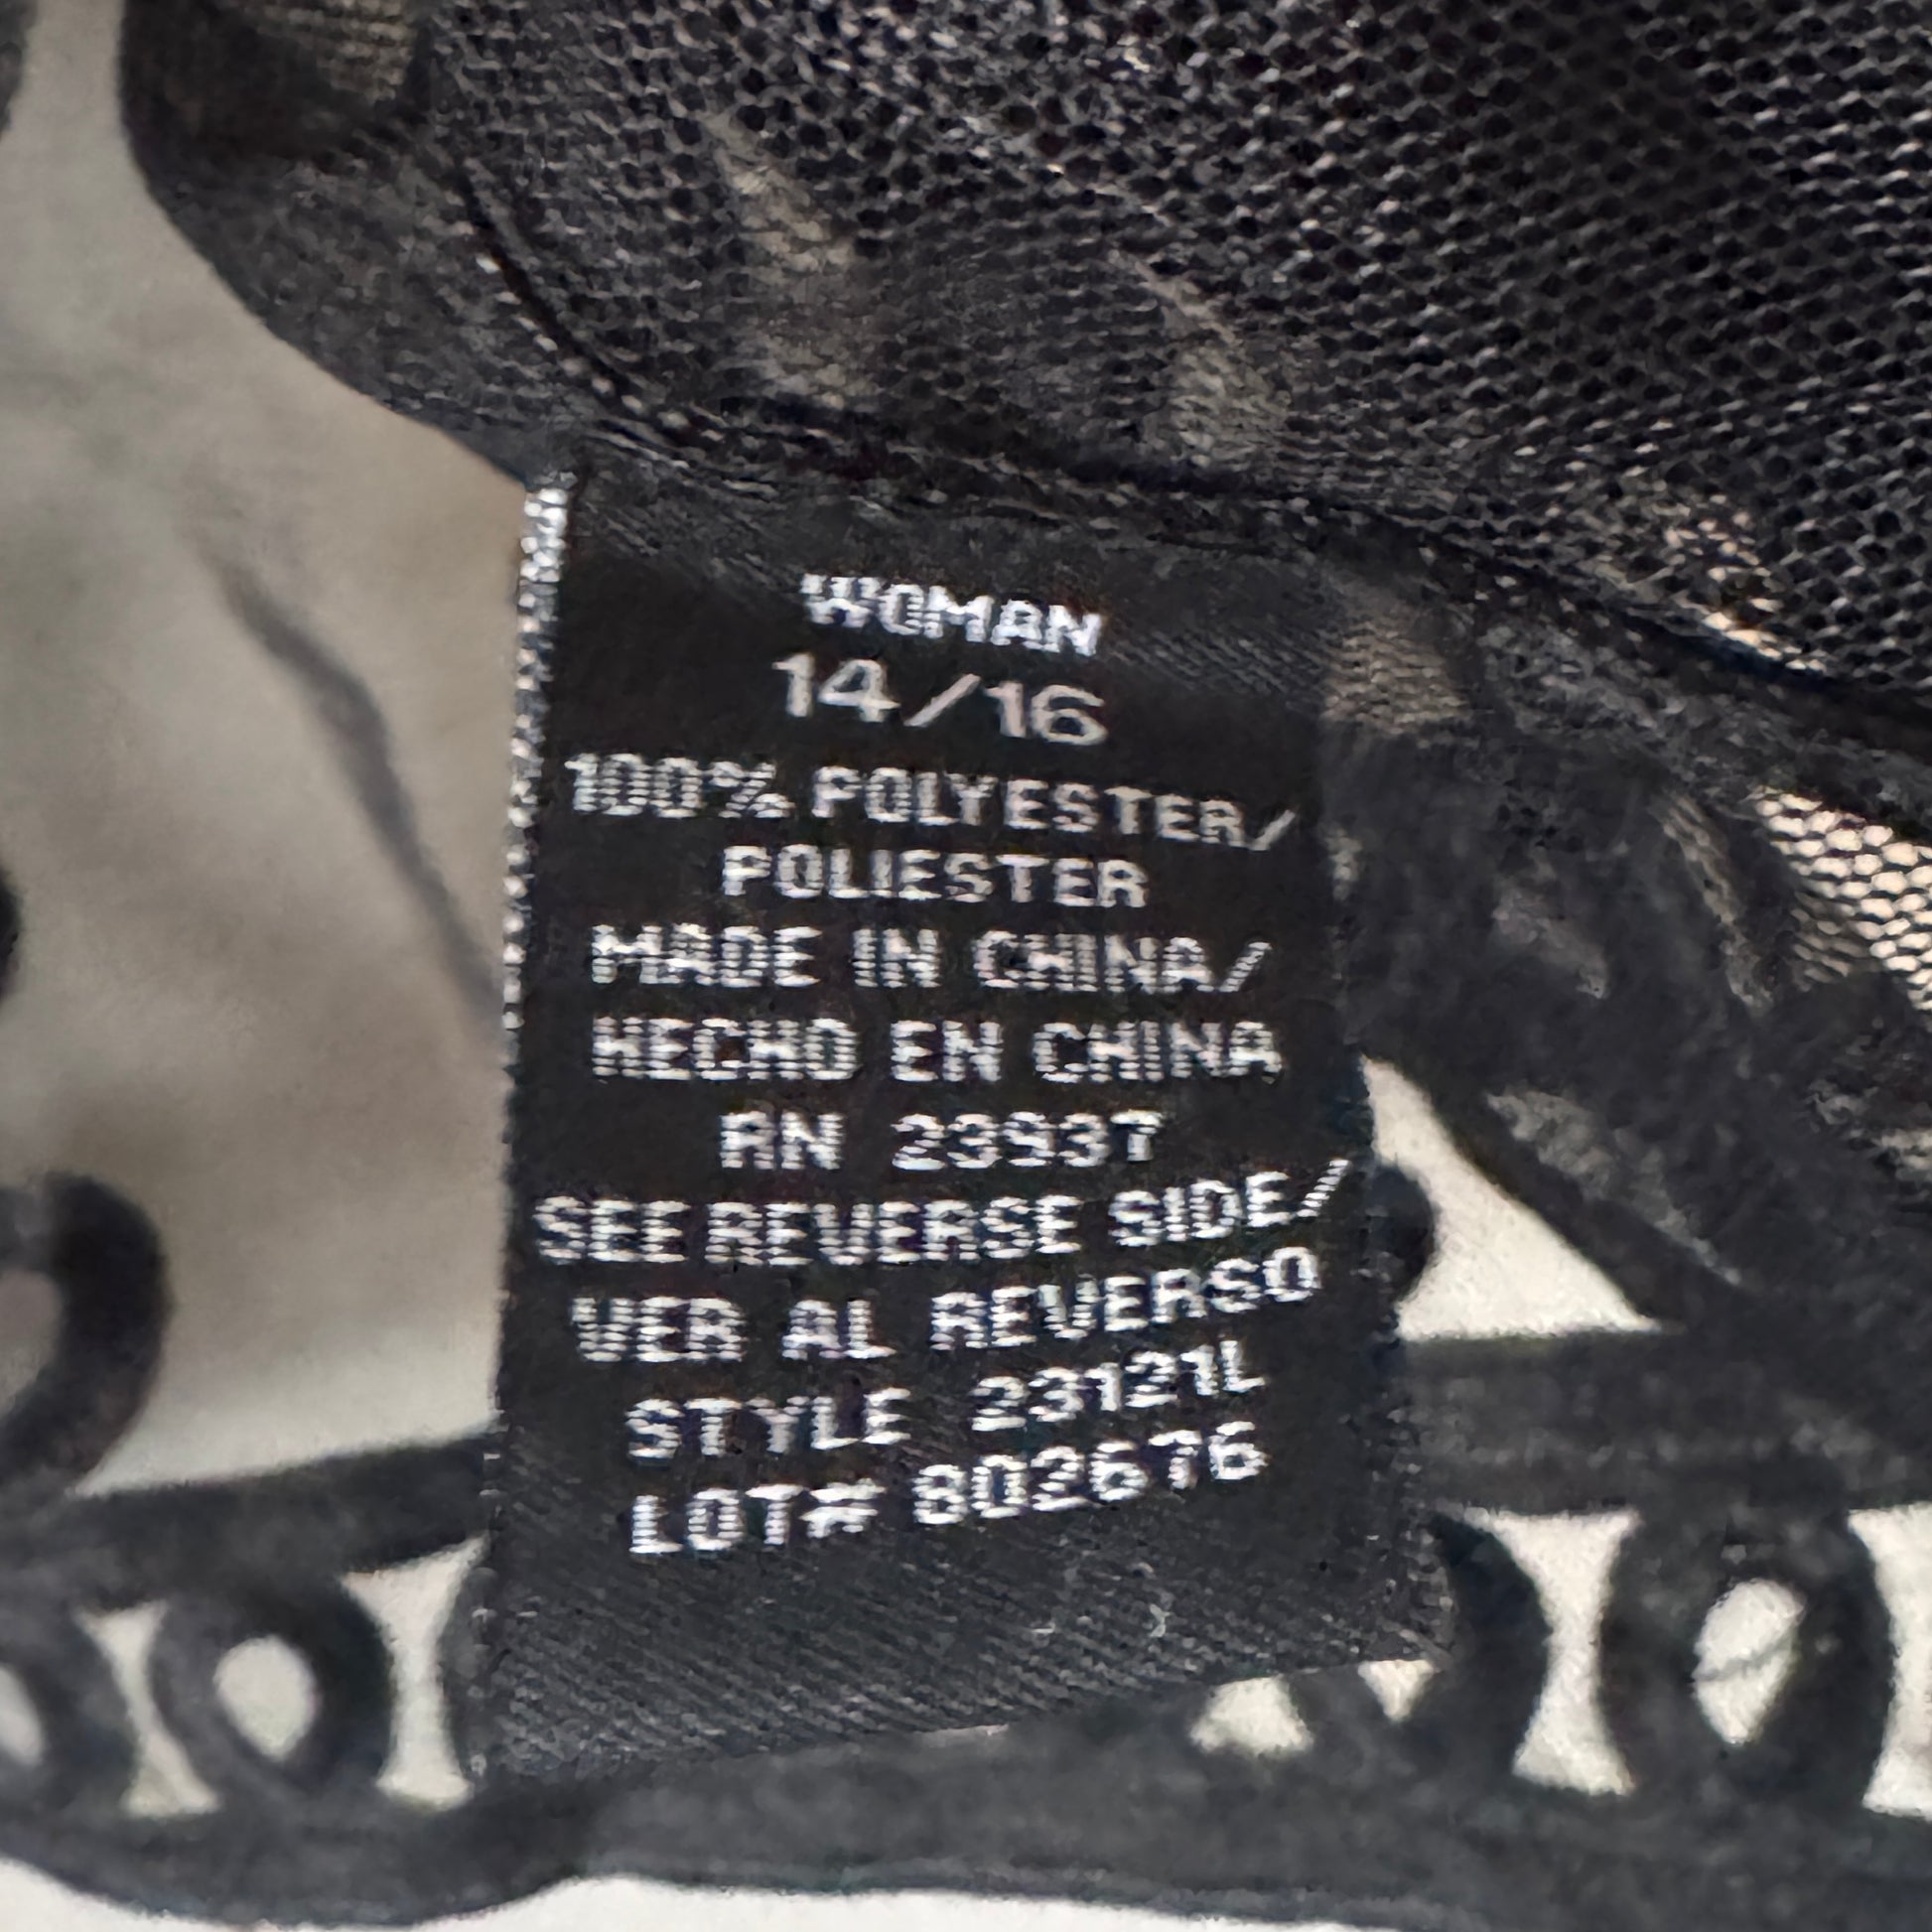 WOMAN
14/16
100% POLYESTER/
POLIESTER
MADE IN CHINA/
HECHO EN CHINA
RN 23937
SEE REVERSE SIDE/
VER AL REVERSO
STYLE 23121L
LOT# 802676